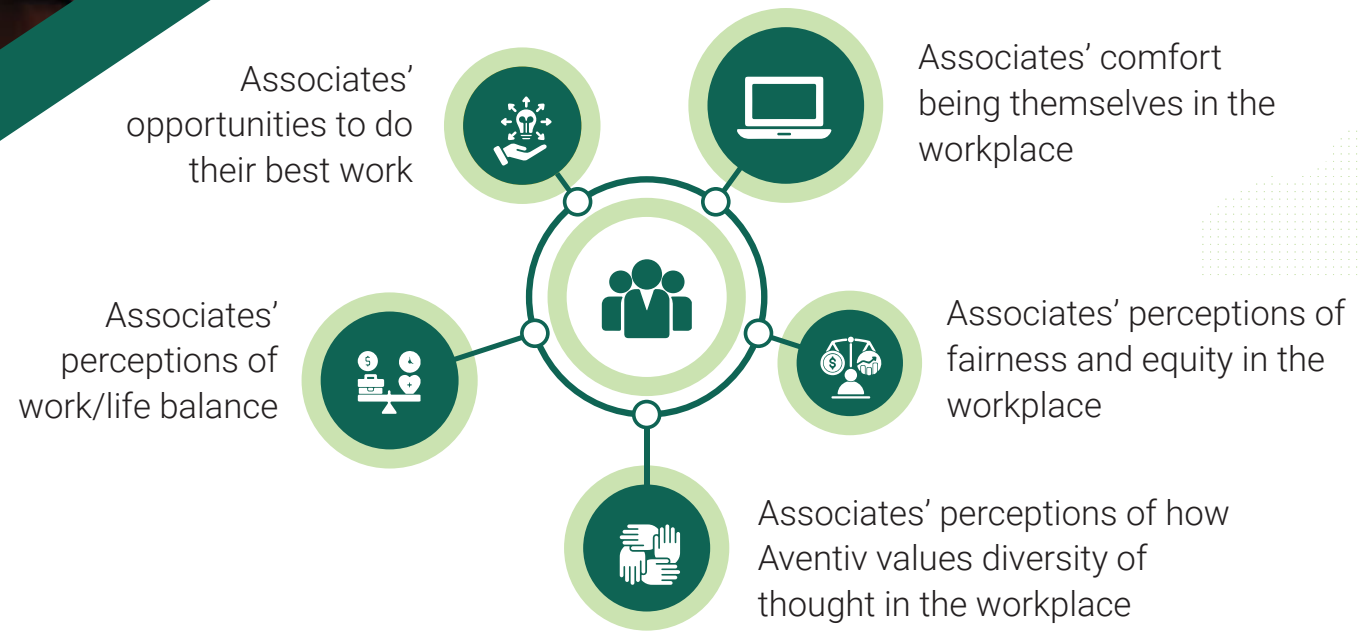 Associates’
opportunities to do
their best work
Associates’ comfort
being themselves in the
workplace
Associates’
perceptions of
work/life balance
Associates’ perceptions of
fairness and equity in the
workplace
Associates’ perceptions of how
Aventiv values diversity of
thought in the workplace